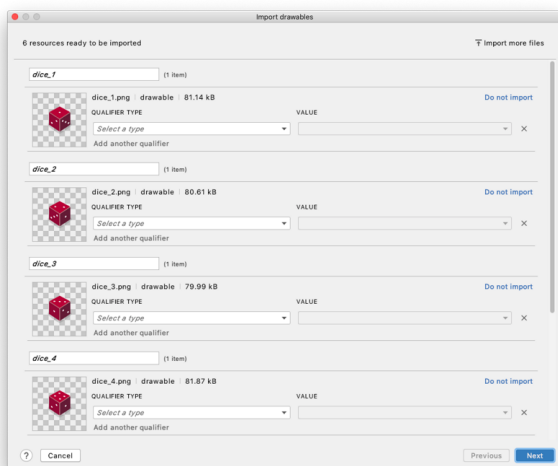 Import drawables
6 resources ready to be imported
Import more files
dice_1
(1 item)
dice_1.png | drawable | 81.14 kB
Do not import
QUALIFIER TYPE
VALUE
Select a type
Add another qualifier
dice_2
(1 item)
dice_2.png | drawable | 80.61 kB
Do not import
QUALIFIER TYPE
VALUE
Select a type
Add another qualifier
dice_3
(1 item)
dice_3.png | drawable | 79.99 kB
Do not import
QUALIFIER TYPE
VALUE
Select a type
Add another qualifier
dice_4
(1 item)
dice_4.png | drawable | 81.87 kB
Do not import
QUALIFIER TYPE
VALUE
Select a type
Add another qualifier
?
Cancel
Previous
Next